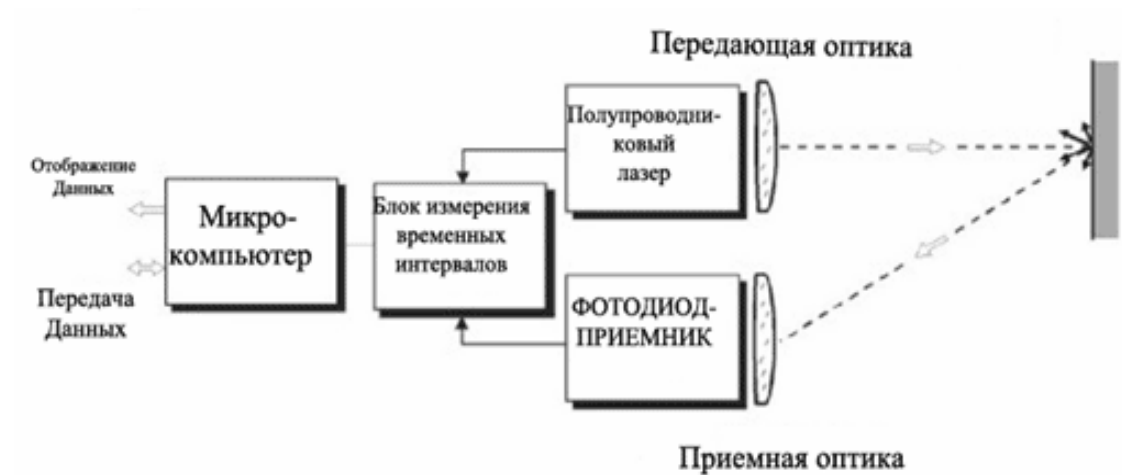 Передающая оптика
Полупроводни-
ковый
лазер
Отображение
Данных
Микро-
компьютер
Блок измерения
временных
интервалов
Передача
Данных
ФОТОДИОД-
ПРИЕМНИК
Приемная оптика